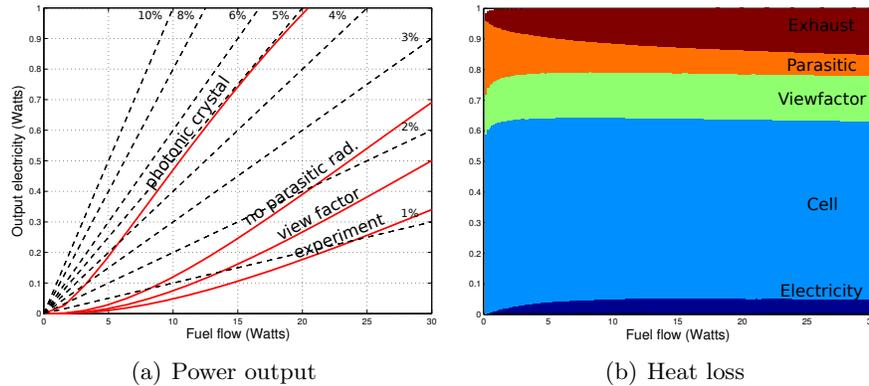 10% 8% 6% 5% 4%
3%
2%
1%
photonic crystal
no parasitic rad.
view factor
experiment
Output electricity (Watts)
1
0.9
0.8
0.7
0.6
0.5
0.4
0.3
0.2
0.1
0
0 5 10 15 20 25 30
Fuel flow (Watts)
(a) Power output
1
0.9
0.8
0.7
0.6
0.5
0.4
0.3
0.2
0.1
0
Exhaust
Parasitic
Viewfactor
Cell
Electricity
0 5 10 15 20 25
Fuel flow (Watts)
(b) Heat loss